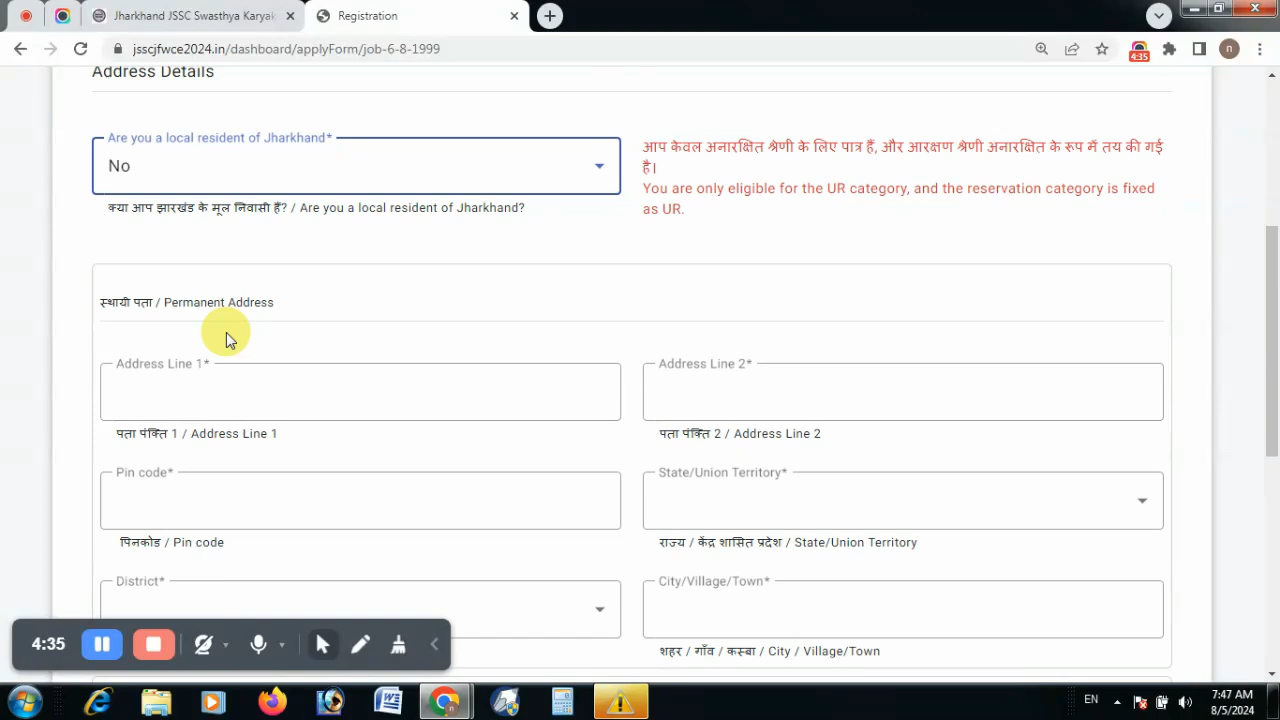 Jharkhand JSSC Swasthya Karyak
Registration
jsscjfwce2024.in/dashboard/applyForm/job-6-8-1999
4:35
n
Address Details
Are you a local resident of Jharkhand*
No
क्या आप झारखंड के मूल निवासी हैं? / Are you a local resident of Jharkhand?
आप केवल अनारक्षित श्रेणी के लिए पात्र हैं, और आरक्षण श्रेणी अनारक्षित के रूप में तय की गई
है।
You are only eligible for the UR category, and the reservation category is fixed
as UR.
स्थायी पता / Permanent Address
Address Line 1*
Address Line 2*
पता पंक्ति 1 / Address Line 1
पता पंक्ति 2 / Address Line 2
Pin code*
State/Union Territory*
पिनकोड / Pin code
राज्य / केंद्र शासित प्रदेश / State/Union Territory
District*
City/Village/Town*
शहर / गाँव / कस्बा / City / Village/Town
4:35
n
EN
7:47 AM
8/5/2024